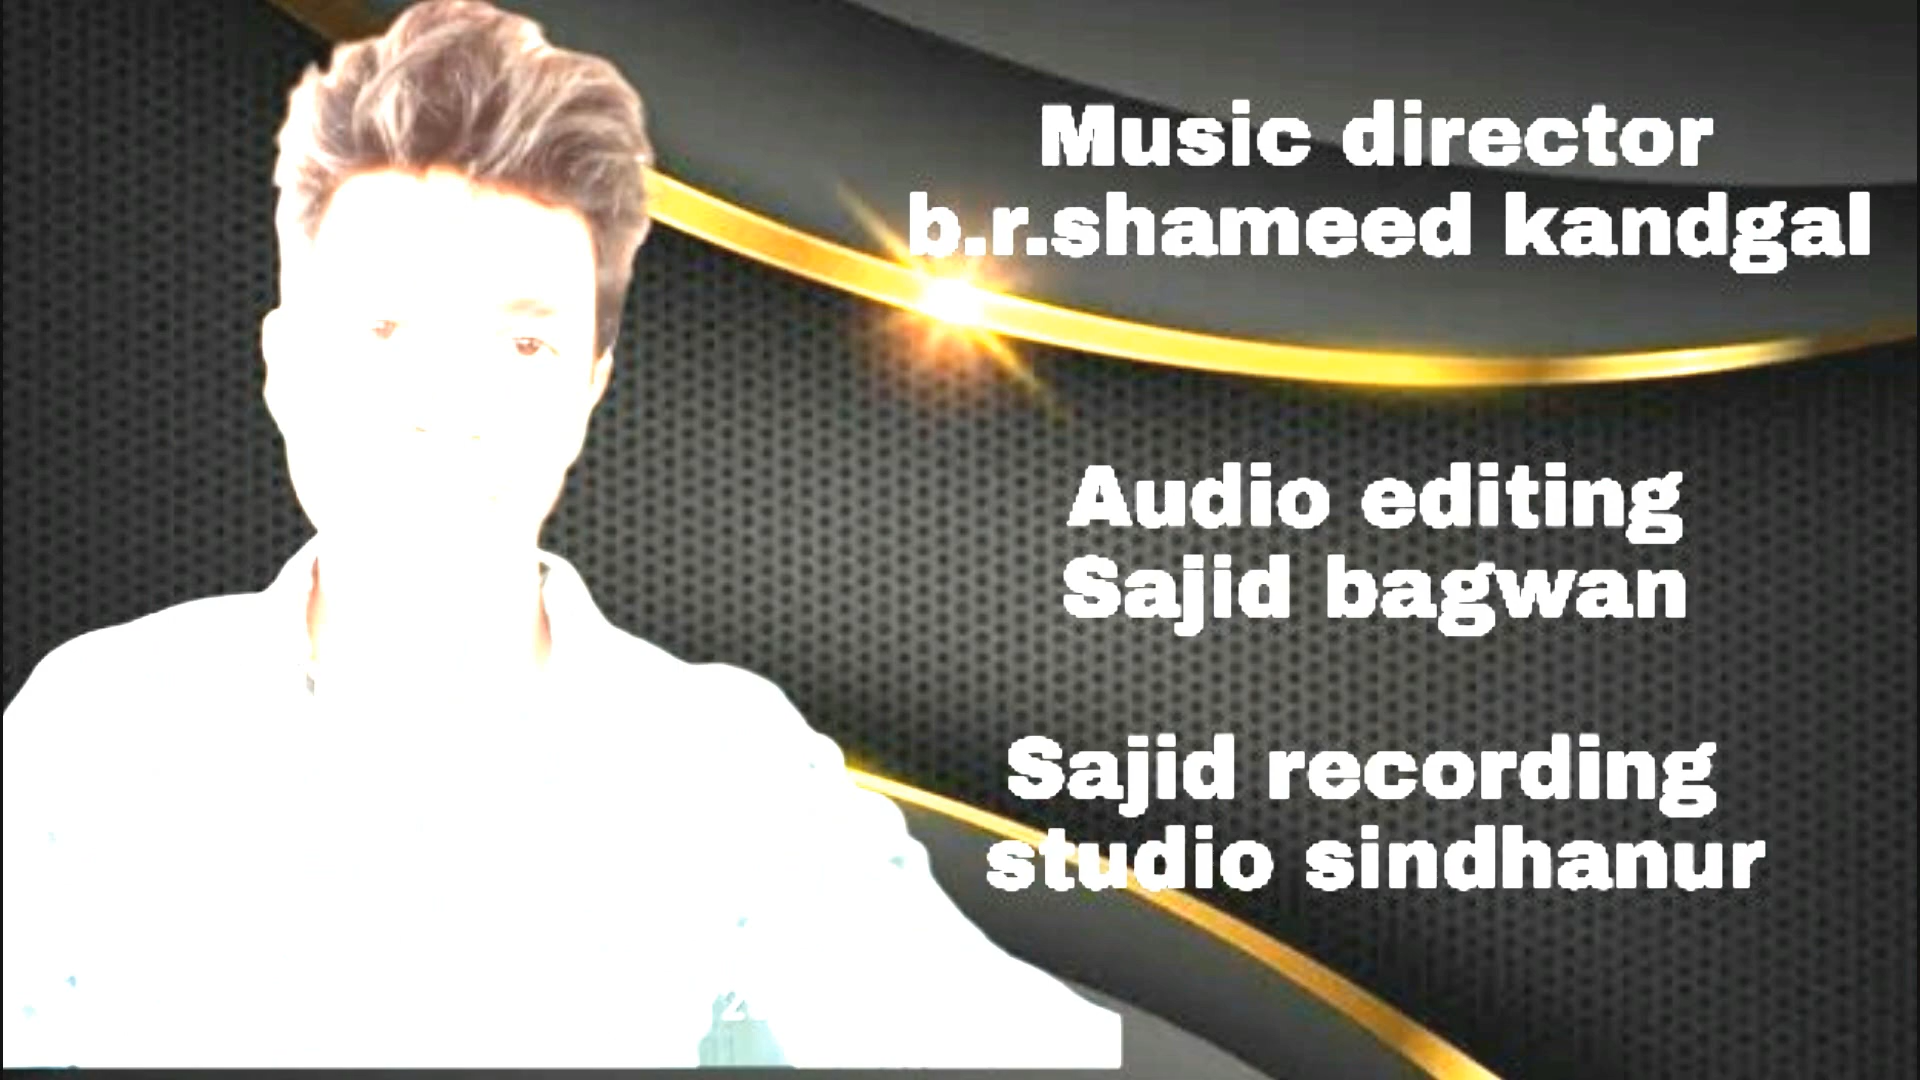 Music director
b.r.shameed kandgal
Audio editing
Sajid bagwan
Sajid recording
studio sindhanur